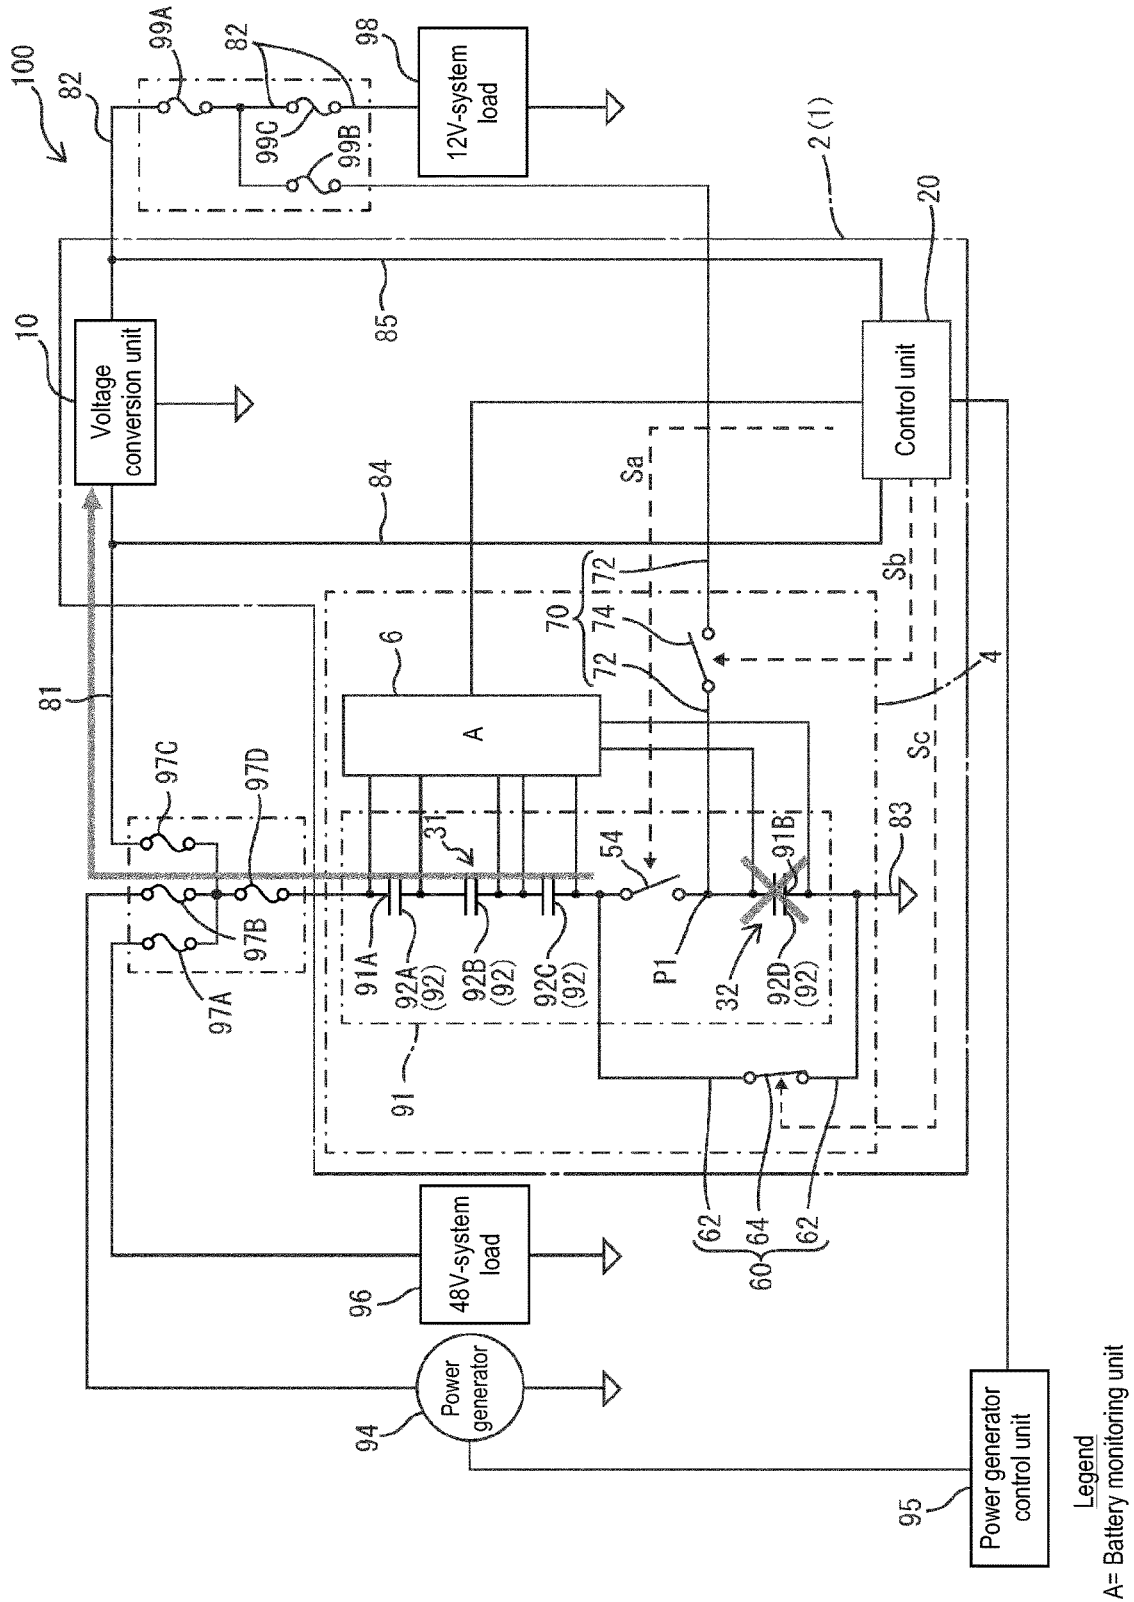 100
82
99A
82
99C
99B
98
12V-system
load
2(1)
20
10
Voltage
conversion unit
85
84
Control unit
Sa
Sb
Sc
81
97C
97D
97B
97A
6
A
70
72
74
72
4
31
54
91B
83
91A
92A
(92)
92B
(92)
92C
(92)
P1
32
92D
(92)
91
62
64
62
60
96
48V-system
load
94
Power
generator
95
Power generator
control unit
Legend
A= Battery monitoring unit